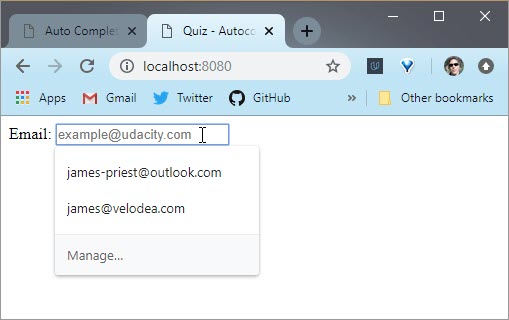 Auto Complet
Quiz - Autoco
localhost:8080
Apps Gmail Twitter GitHub » Other bookmarks
Email: example@udacity.com
james-priest@outlook.com
james@velodea.com
Manage...